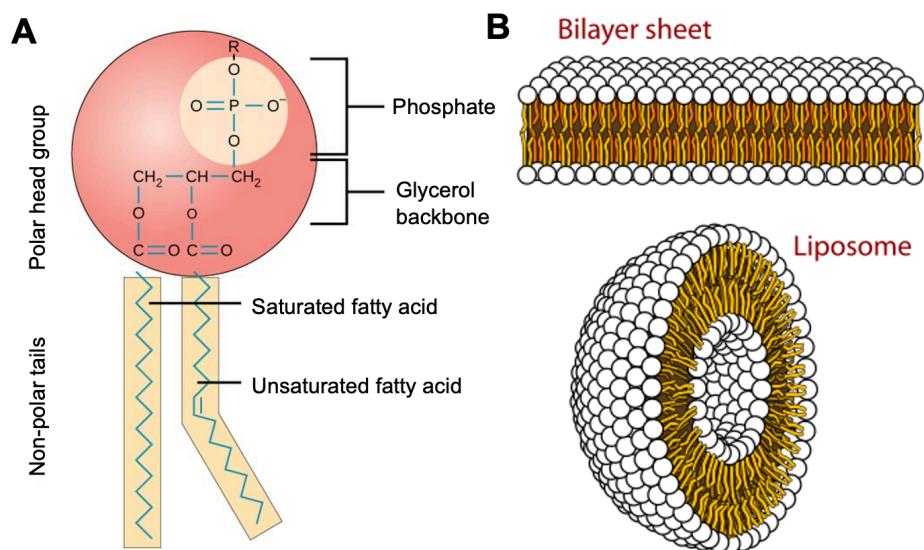 A
R
O
O=P-O⁻
O
CH₂-CH-CH₂
O
O
C=O C=O
Phosphate
Glycerol
backbone
Polar head group
Saturated fatty acid
Unsaturated fatty acid
Non-polar tails
B
Bilayer sheet
Liposome